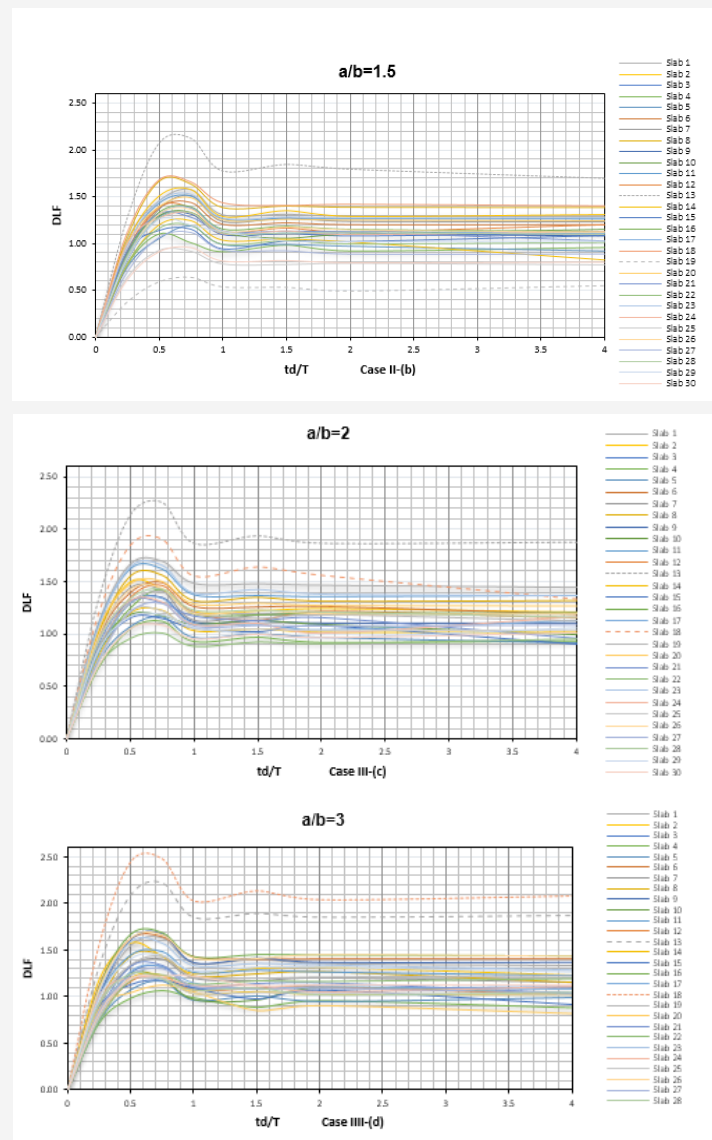 a/b=1.5
2.50
2.00
1.50
1.00
0.50
0.00
DLF
0 0.5 1 1.5 2 2.5 3 3.5 4
td/T Case II-(b)
Slab 1
Slab 2
Slab 3
Slab 4
Slab 5
Slab 6
Slab 7
Slab 8
Slab 9
Slab 10
Slab 11
Slab 12
Slab 13
Slab 14
Slab 15
Slab 16
Slab 17
Slab 18
Slab 19
Slab 20
Slab 21
Slab 22
Slab 23
Slab 24
Slab 25
Slab 26
Slab 27
Slab 28
Slab 29
Slab 30
a/b=2
2.50
2.00
1.50
1.00
0.50
0.00
DLF
0 0.5 1 1.5 2 2.5 3 3.5 4
td/T Case III-(c)
Slab 1
Slab 2
Slab 3
Slab 4
Slab 5
Slab 6
Slab 7
Slab 8
Slab 9
Slab 10
Slab 11
Slab 12
Slab 13
Slab 14
Slab 15
Slab 16
Slab 17
Slab 18
Slab 19
Slab 20
Slab 21
Slab 22
Slab 23
Slab 24
Slab 25
Slab 26
Slab 27
Slab 28
Slab 29
Slab 30
a/b=3
2.50
2.00
1.50
1.00
0.50
0.00
DLF
0 0.5 1 1.5 2 2.5 3 3.5 4
td/T Case IIII-(d)
Slab 1
Slab 2
Slab 3
Slab 4
Slab 5
Slab 6
Slab 7
Slab 8
Slab 9
Slab 10
Slab 11
Slab 12
Slab 13
Slab 14
Slab 15
Slab 16
Slab 17
Slab 18
Slab 19
Slab 20
Slab 21
Slab 22
Slab 23
Slab 24
Slab 25
Slab 26
Slab 27
Slab 28